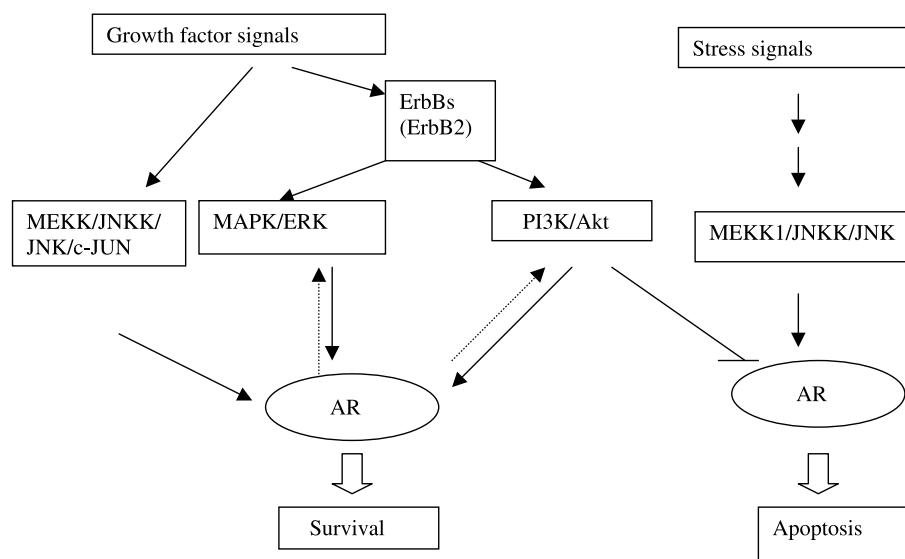 Growth factor signals
Stress signals
ErbBs
(ErbB2)
MEKK/JNKK/
JNK/c-JUN
MAPK/ERK
PI3K/Akt
MEKK1/JNKK/JNK
AR
AR
Survival
Apoptosis